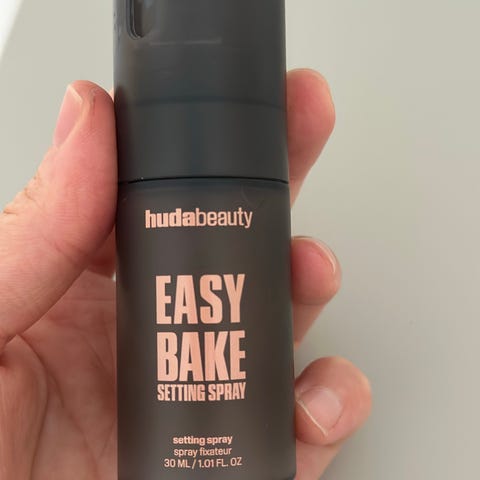 hudabeauty
EASY
BAKE
SETTING SPRAY
setting spray
spray fixateur
30 ML / 1.01 FL. OZ